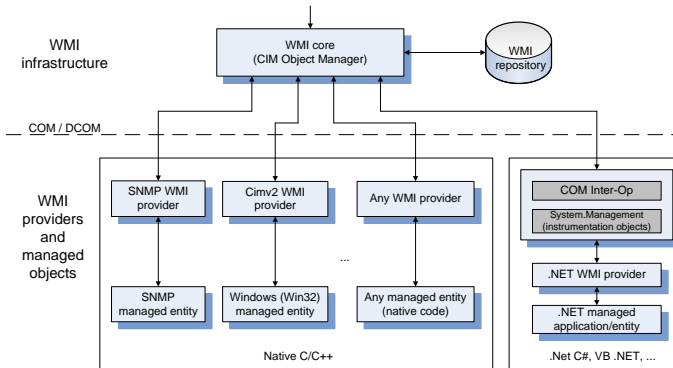 WMI
infrastructure
WMI core
(CIM Object Manager)
WMI
repository
COM / DCOM
WMI
providers
and
managed
objects
SNMP WMI
provider
Cimv2 WMI
provider
Any WMI provider
...
SNMP
managed entity
Windows (Win32)
managed entity
Any managed entity
(native code)
Native C/C++
COM Inter-Op
System.Management
(instrumentation objects)
.NET WMI provider
.NET managed
application/entity
.Net C#, VB .NET, ...